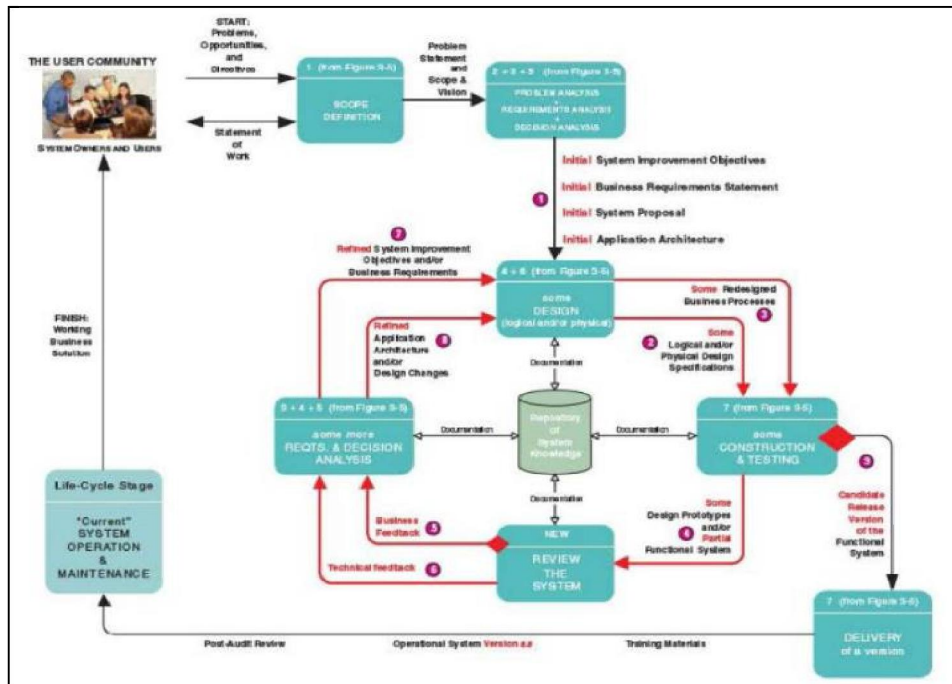 START:
Problems,
Opportunities,
and
Directives
THE USER COMMUNITY
SYSTEM OWNERS AND USERS
Statement
of
Work
1 (from Figure 3-5)
SCOPE
DEFINITION
Problem
Statement
and
Scope &
Vision
2 + 3 + 5 (from Figure 3-5)
PROBLEM ANALYSIS
+
REQUIREMENTS ANALYSIS
+
DECISION ANALYSIS
Initial System Improvement Objectives
Initial Business Requirements Statement
1
Initial System Proposal
Initial Application Architecture
7
Refined System Improvement
Objectives and/or
Business Requirements
4 + 6 (from Figure 3-5)
some
DESIGN
(logical and/or physical)
Some Redesigned
Business Processes
3
Refined
Application
Architecture
and/or
Design Changes
8
2
Some
Logical and/or
Physical Design
Specifications
FINISH:
Working
Business
Solution
Documentation
3 + 4 + 5 (from Figure 3-5)
some more
REQTS. & DECISION
ANALYSIS
Documentation
Repository
of
System
Knowledge
Documentation
7 (from Figure 3-5)
some
CONSTRUCTION
& TESTING
9
Candidate
Release
Version
of the
Functional
System
Life-Cycle Stage
"Current"
SYSTEM
OPERATION
&
MAINTENANCE
Documentation
Business
Feedback
5
Technical feedback
6
NEW
REVIEW
THE
SYSTEM
Some
Design Prototypes
and/or
Partial
Functional System
4
7 (from Figure 3-5)
DELIVERY
of a version
Post-Audit Review
Operational System Version x.x
Training Materials